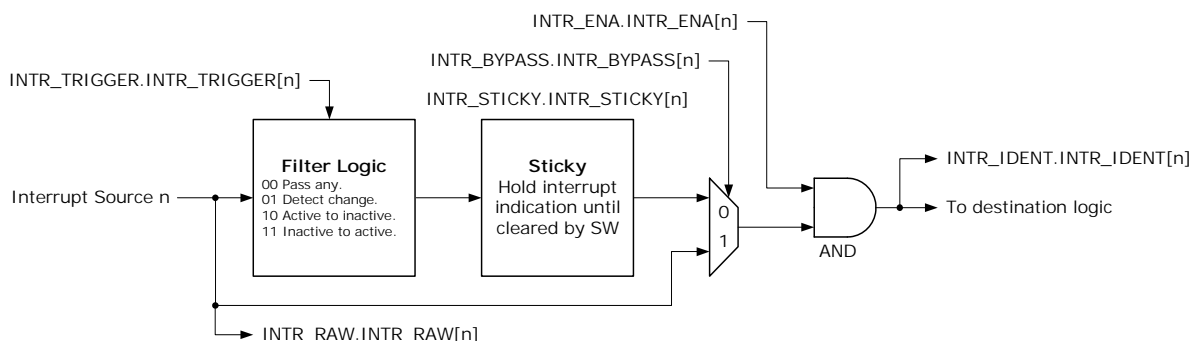 INTR_ENA.INTR_ENA[n]
INTR_BYPASS.INTR_BYPASS[n]
INTR_TRIGGER.INTR_TRIGGER[n]
INTR_STICKY.INTR_STICKY[n]
Filter Logic
00 Pass any.
01 Detect change.
10 Active to inactive.
11 Inactive to active.
Sticky
Hold interrupt
indication until
cleared by SW
Interrupt Source n
0
1
AND
INTR_IDENT.INTR_IDENT[n]
To destination logic
INTR_RAW.INTR_RAW[n]